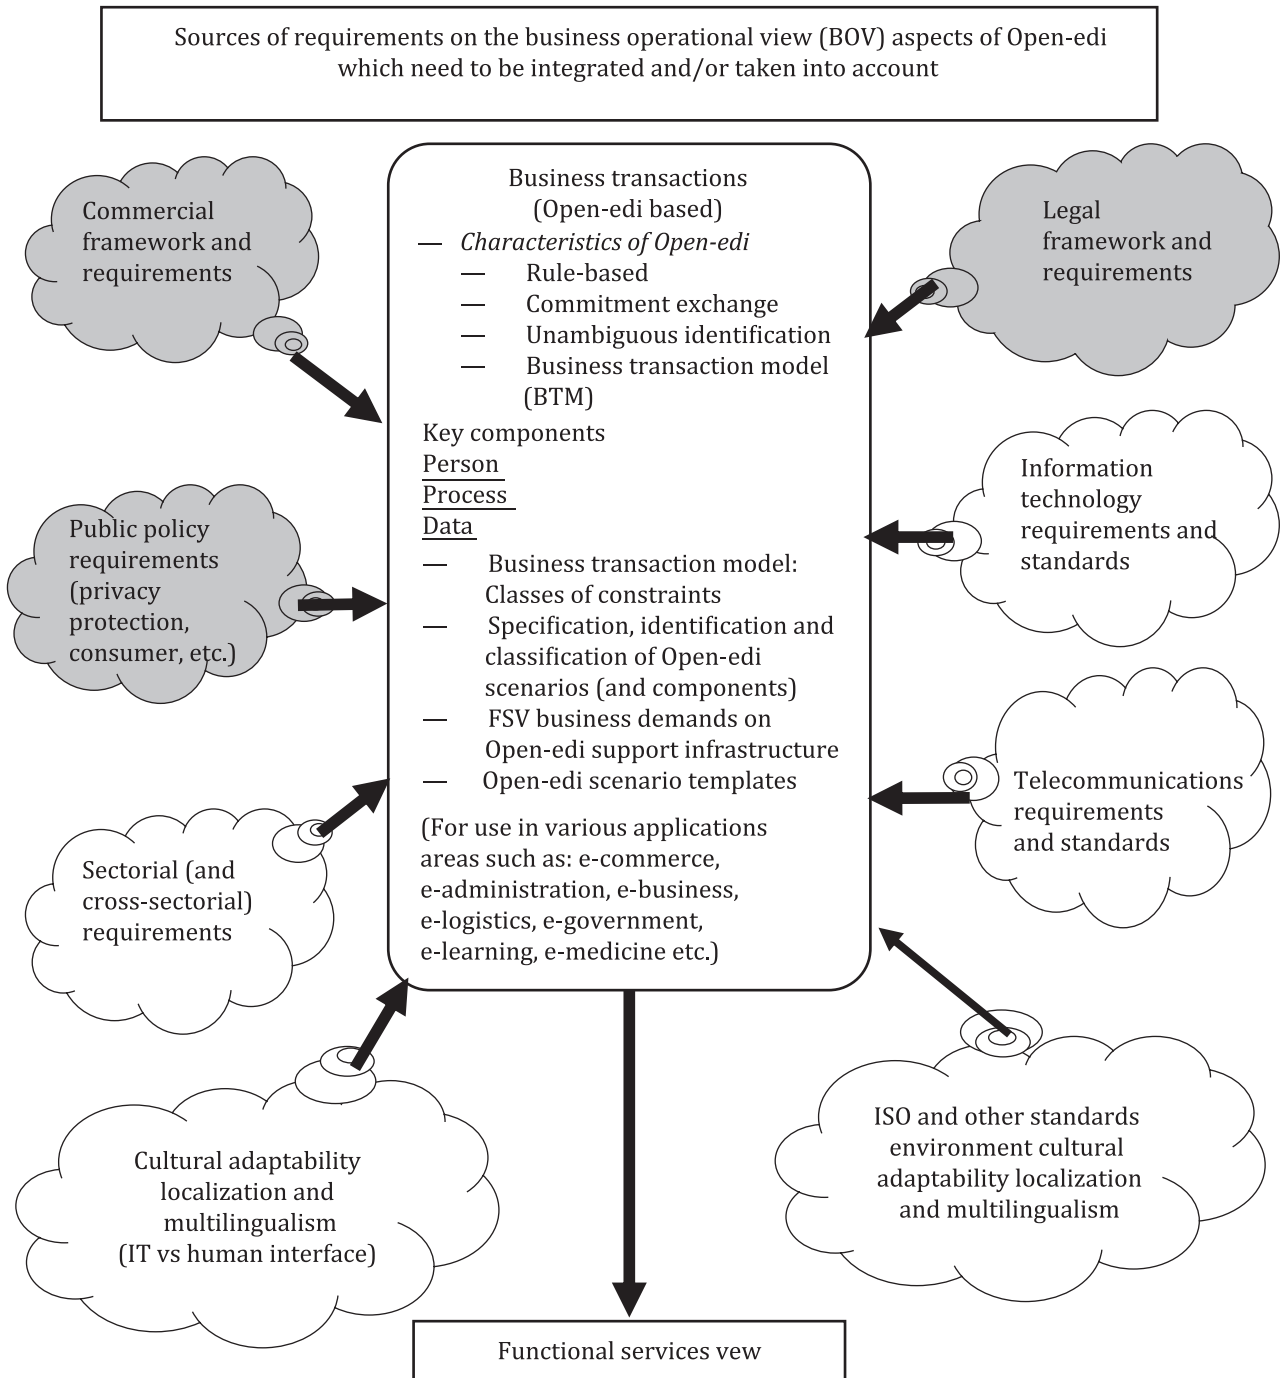 Sources of requirements on the business operational view (BOV) aspects of Open-edi
which need to be integrated and/or taken into account
Commercial
framework and
requirements
Public policy
requirements
(privacy
protection,
consumer, etc.)
Sectorial (and
cross-sectorial)
requirements
Cultural adaptability
localization and
multilingualism
(IT vs human interface)
Business transactions
(Open-edi based)
— Characteristics of Open-edi
— Rule-based
— Commitment exchange
— Unambiguous identification
— Business transaction model
(BTM)
Key components
Person
Process
Data
— Business transaction model:
Classes of constraints
— Specification, identification and
classification of Open-edi
scenarios (and components)
— FSV business demands on
Open-edi support infrastructure
— Open-edi scenario templates
(For use in various applications
areas such as: e-commerce,
e-administration, e-business,
e-logistics, e-government,
e-learning, e-medicine etc.)
Legal
framework and
requirements
Information
technology
requirements and
standards
Telecommunications
requirements
and standards
ISO and other standards
environment cultural
adaptability localization
and multilingualism
Functional services vew